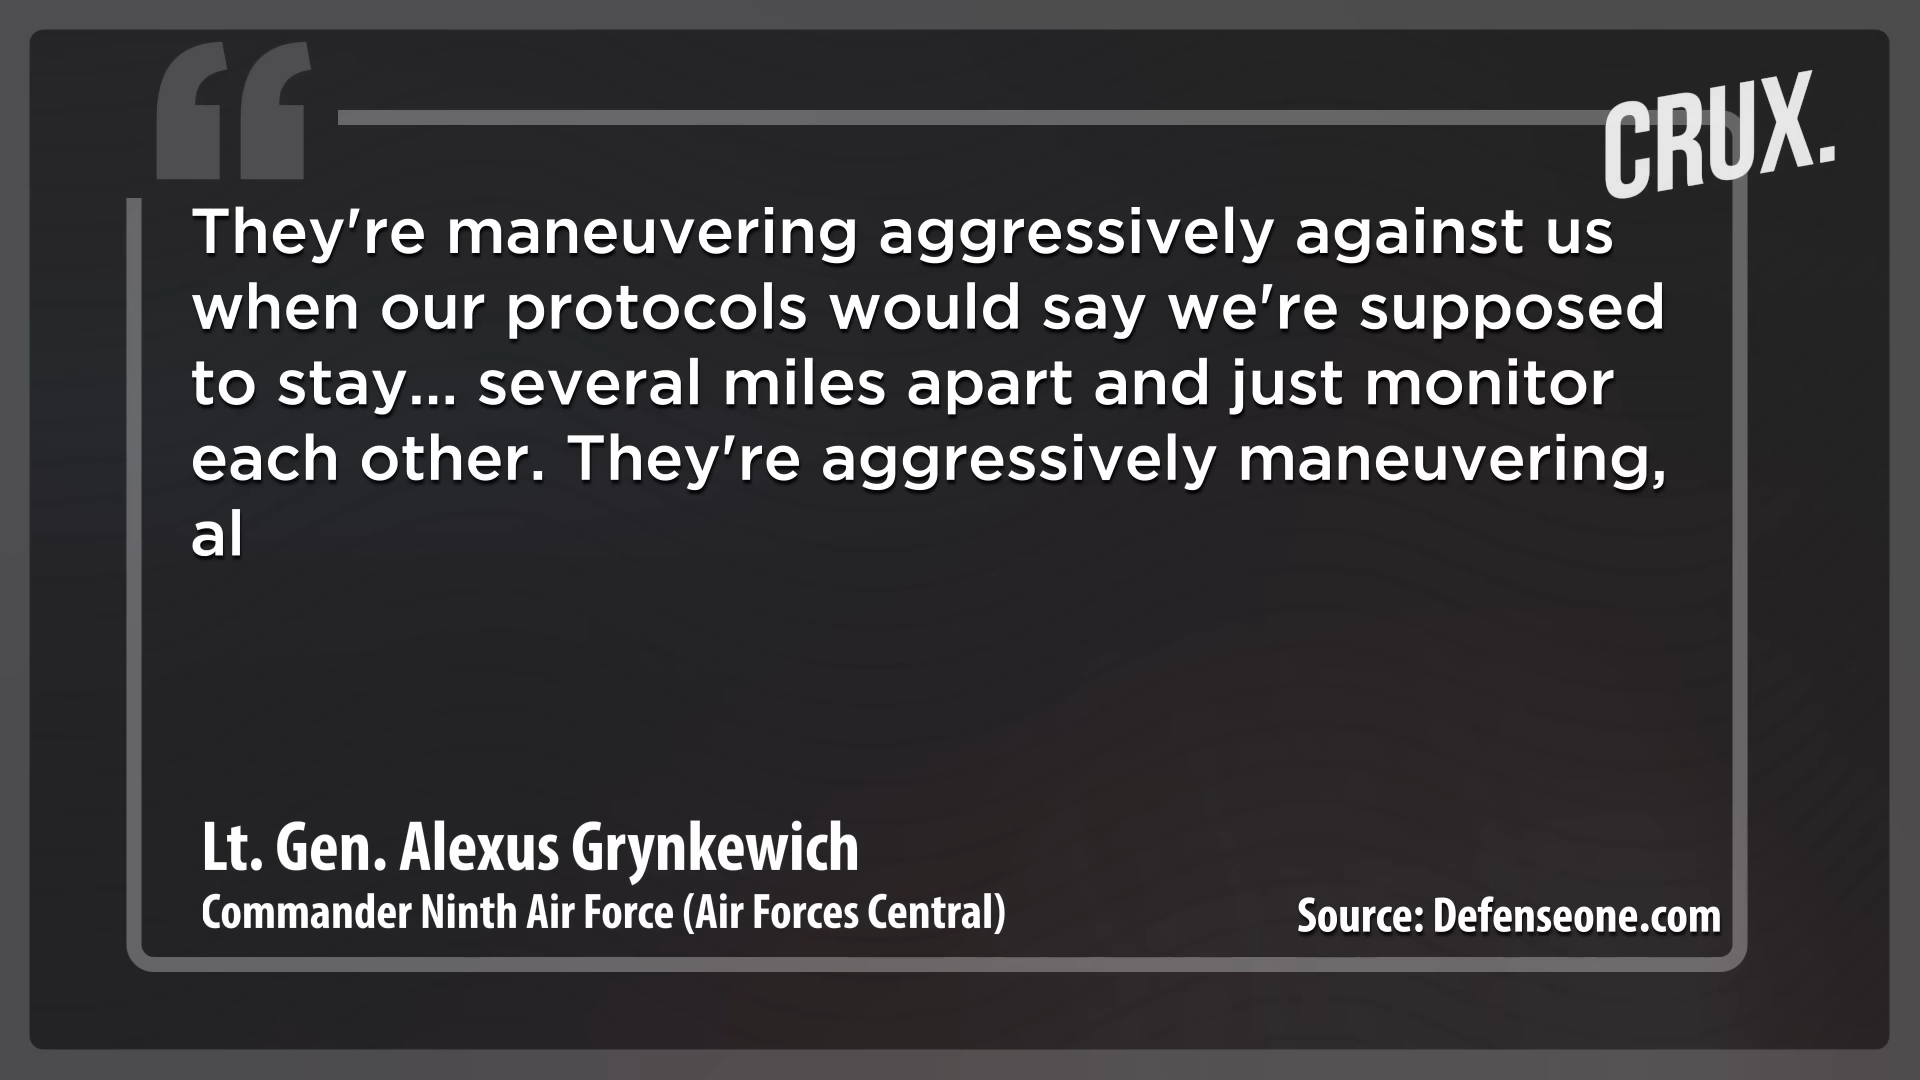 CRUX.
They're maneuvering aggressively against us
when our protocols would say we're supposed
to stay... several miles apart and just monitor
each other. They're aggressively maneuvering,
al
Lt. Gen. Alexus Grynkewich
Commander Ninth Air Force (Air Forces Central)
Source: Defenseone.com